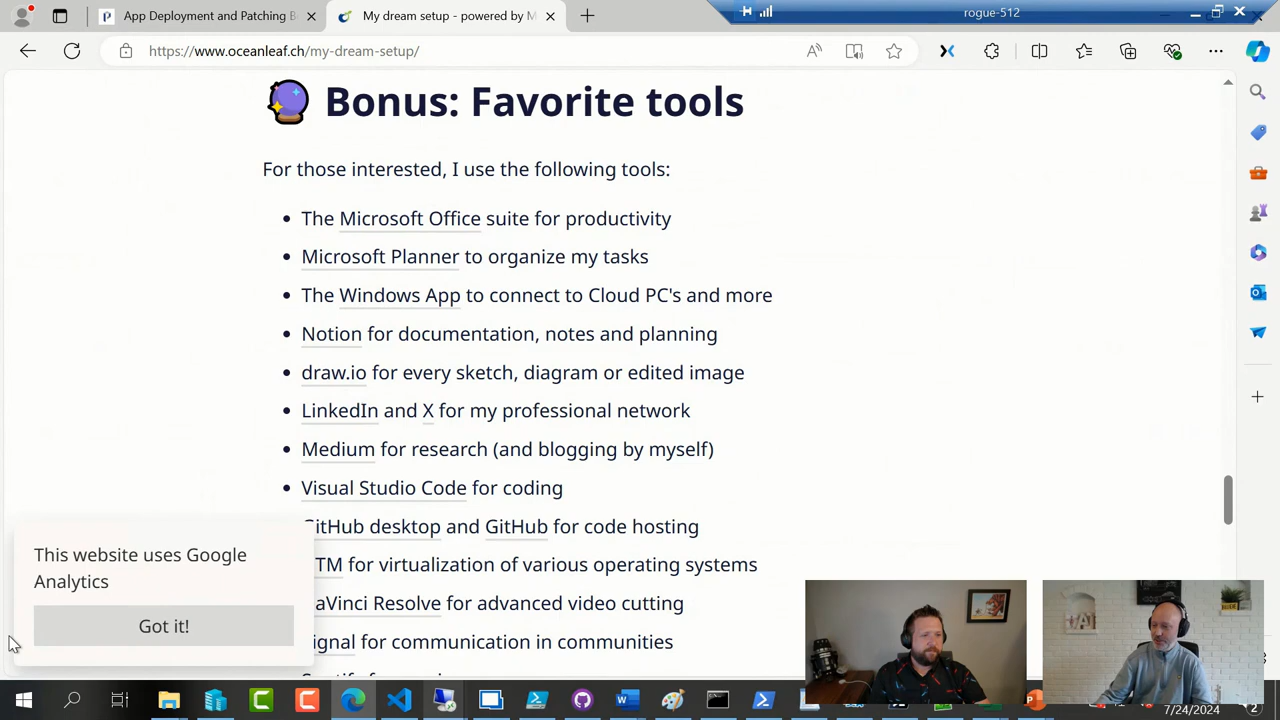 App Deployment and Patching B
My dream setup - powered by M
rogue-512
https://www.oceanleaf.ch/my-dream-setup/
Bonus: Favorite tools
For those interested, I use the following tools:
The Microsoft Office suite for productivity
Microsoft Planner to organize my tasks
The Windows App to connect to Cloud PC's and more
Notion for documentation, notes and planning
draw.io for every sketch, diagram or edited image
LinkedIn and X for my professional network
Medium for research (and blogging by myself)
Visual Studio Code for coding
GitHub desktop and GitHub for code hosting
TM for virtualization of various operating systems
aVinci Resolve for advanced video cutting
ignal for communication in communities
This website uses Google
Analytics
Got it!
7/24/2024